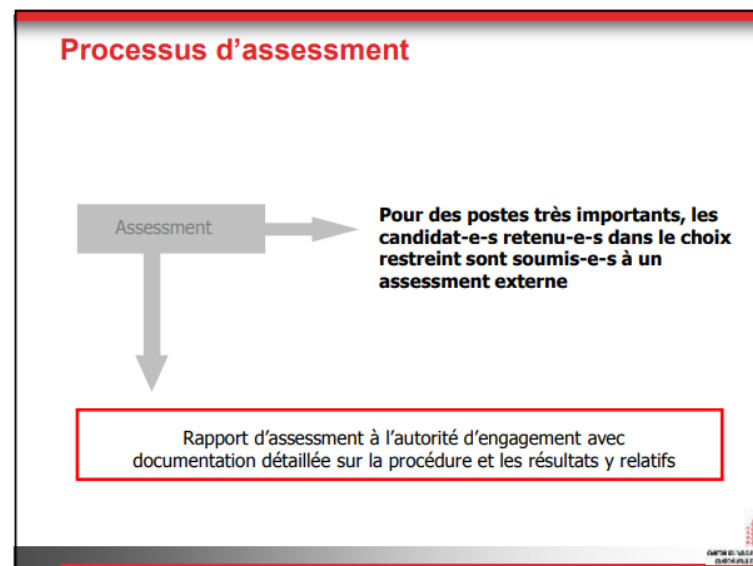 Processus d'assessment
Assessment
Pour des postes très importants, les
candidat-e-s retenu-e-s dans le choix
restreint sont soumis-e-s à un
assessment externe
Rapport d'assessment à l'autorité d'engagement avec
documentation détaillée sur la procédure et les résultats y relatifs